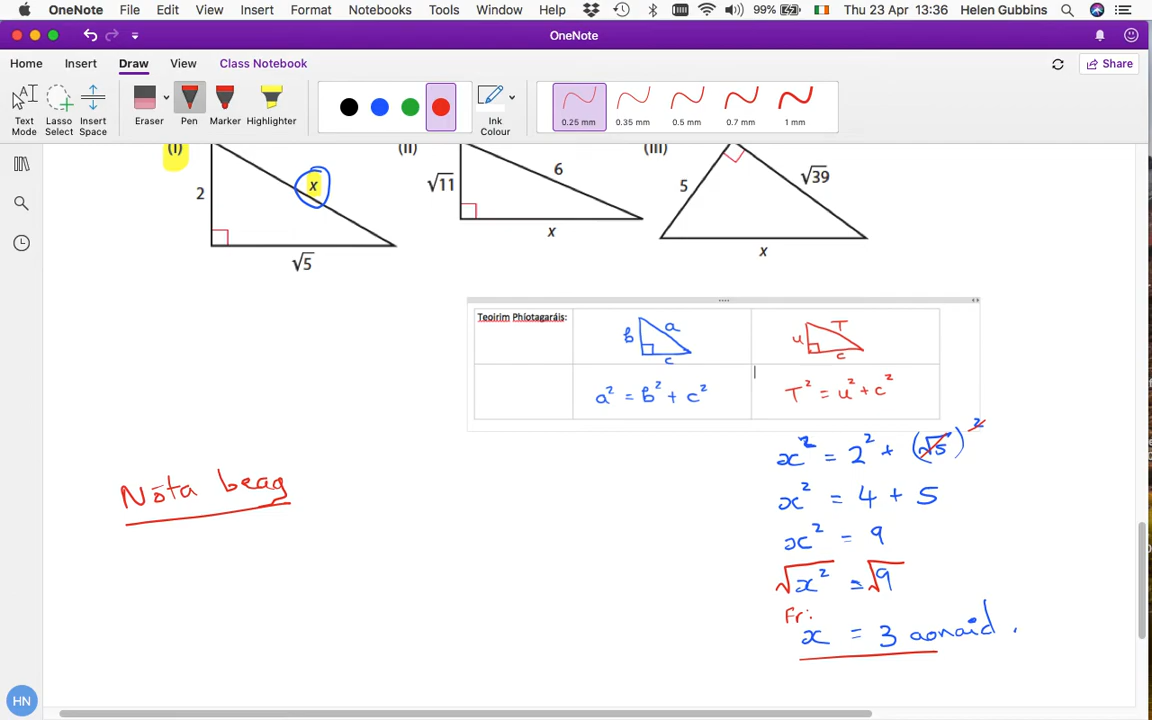 OneNote File Edit View Insert Format Notebooks Tools Window Help 99% Thu 23 Apr 13:36 Helen Gubbins
OneNote
Home Insert Draw View Class Notebook Share
A
Text Mode
Lasso Select
Insert Space
Eraser
Pen
Marker
Highlighter
Ink Colour
0.25 mm
0.35 mm
0.5 mm
0.7 mm
1 mm
(i) (ii) (iii)
2
x
√5
√11
6
x
5
√39
x
Teoirim Phíotagaráis:
b a c
u T c
a² = b² + c²
T² = u² + c²
x² = 2² + (√5)²
x² = 4 + 5
x² = 9
√x² = √9
Fr:
x = 3 aonaid.
Nóta beag
HN